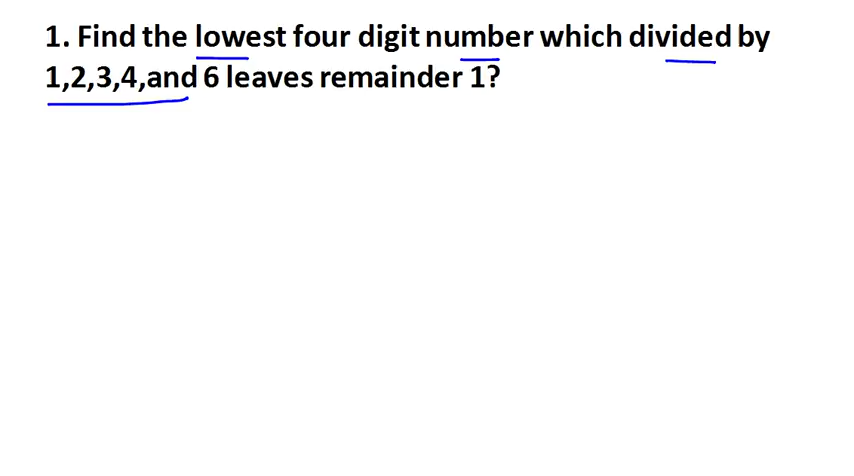 1. Find the lowest four digit number which divided by
1,2,3,4,and 6 leaves remainder 1?